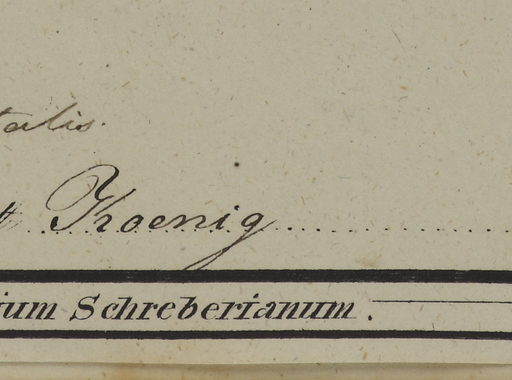 talis.
t Koenig
ium Schreberianum.